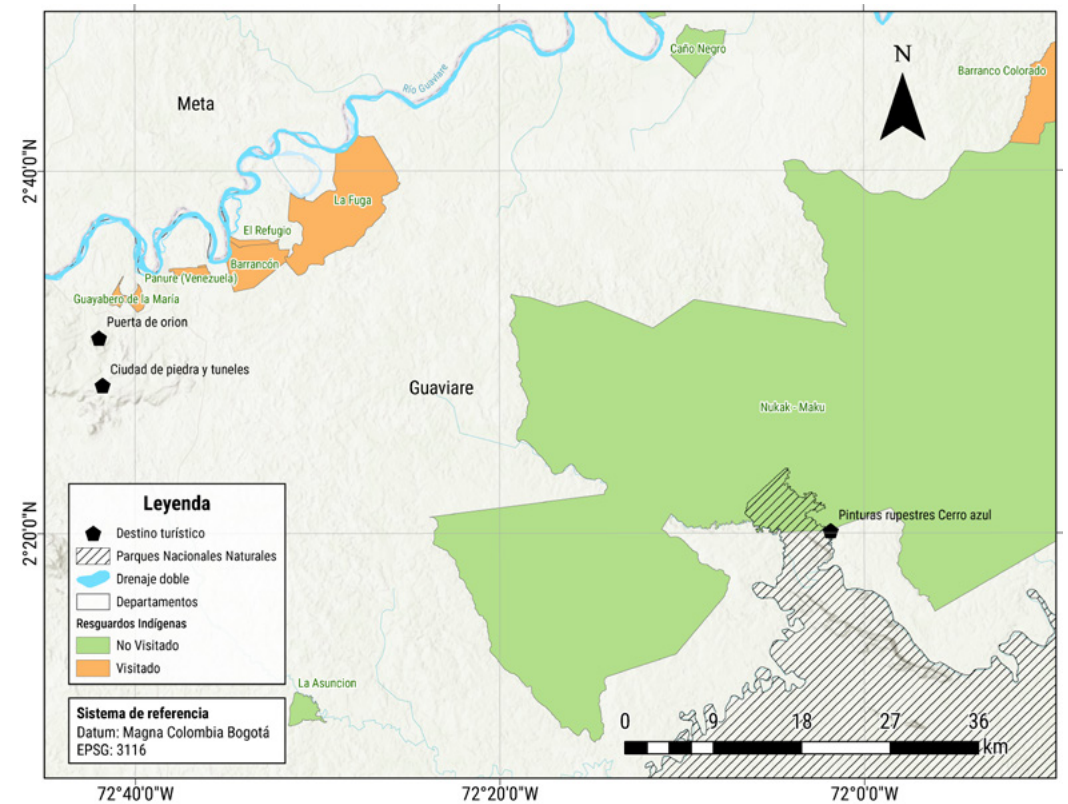 Caño Negro
N
Río Guaviare
Barranco Colorado
Meta
2°40'0"N
La Fuga
El Refugio
Barrancón
Panure (Venezuela)
Guayabero de la María
Puerta de orion
Ciudad de piedra y tuneles
Guaviare
Nukak - Maku
Leyenda
Destino turístico
Parques Nacionales Naturales
Drenaje doble
Departamentos
Resguardos Indígenas
No Visitado
Visitado
Pinturas rupestres Cerro azul
2°20'0"N
La Asuncion
Sistema de referencia
Datum: Magna Colombia Bogotá
EPSG: 3116
0 9 18 27 36
km
72°40'0"W 72°20'0"W 72°0'0"W